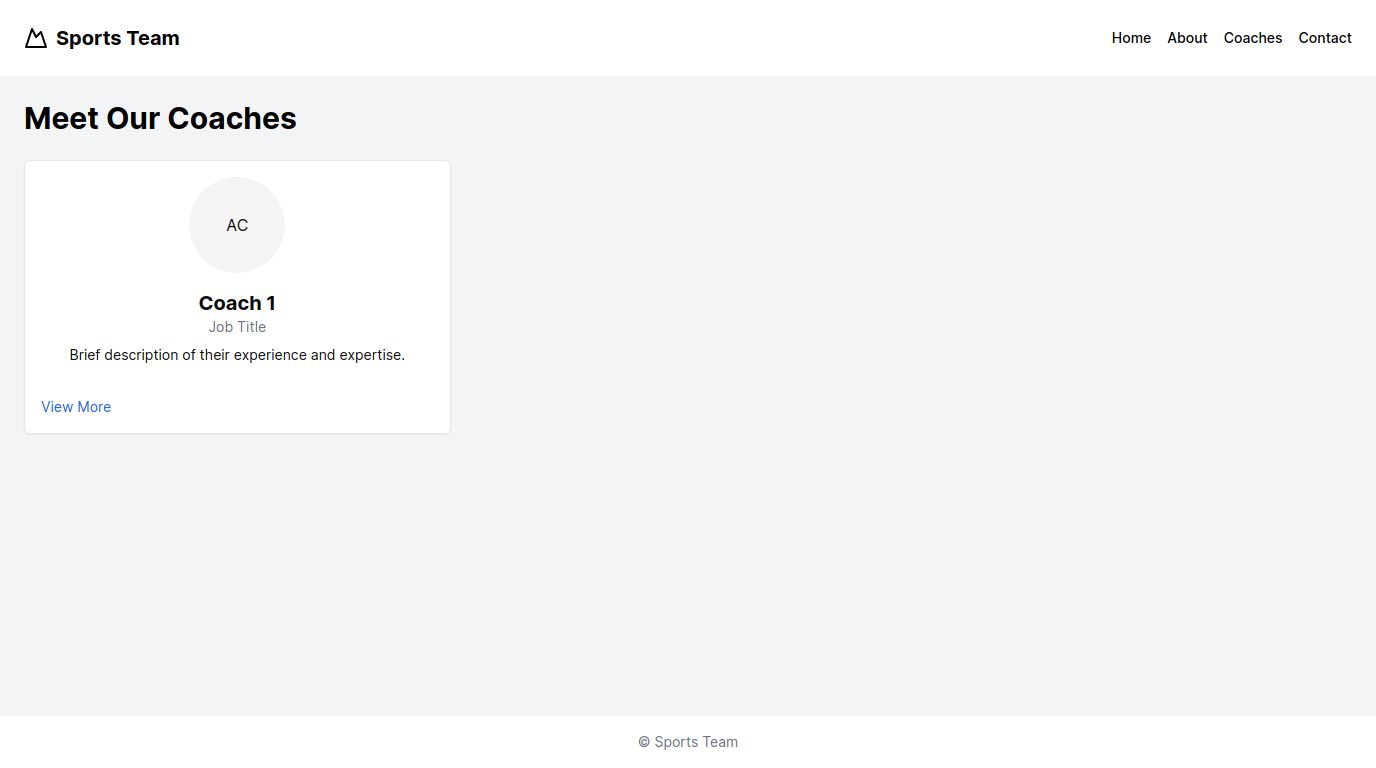 Sports Team
Home About Coaches Contact
Meet Our Coaches
AC
Coach 1
Job Title
Brief description of their experience and expertise.
View More
© Sports Team